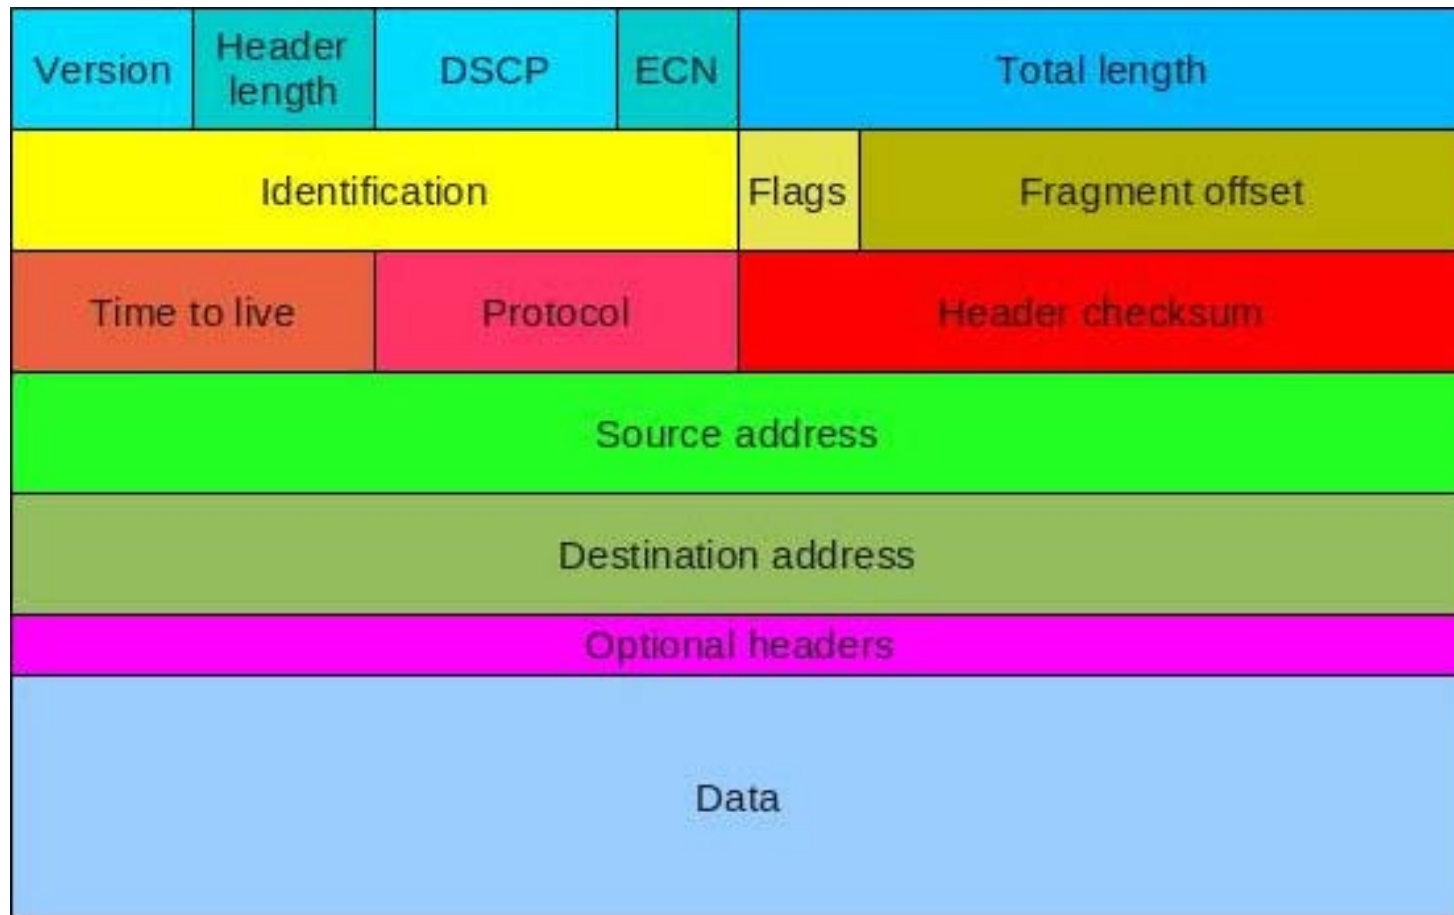 Version
Header
length
DSCP
ECN
Total length
Identification
Flags
Fragment offset
Time to live
Protocol
Header checksum
Source address
Destination address
Optional headers
Data